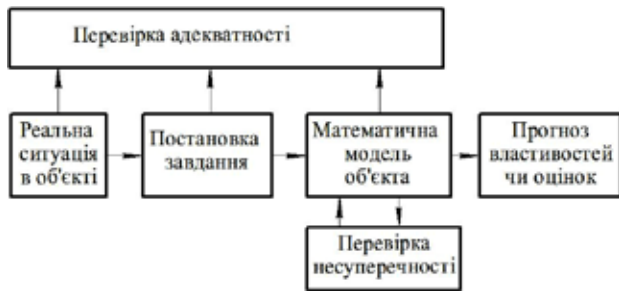 Перевірка адекватності
Реальна
ситуація
в об'єкті
Постановка
завдання
Математична
модель
об'єкта
Прогноз
властивостей
чи оцінок
Перевірка
несуперечності